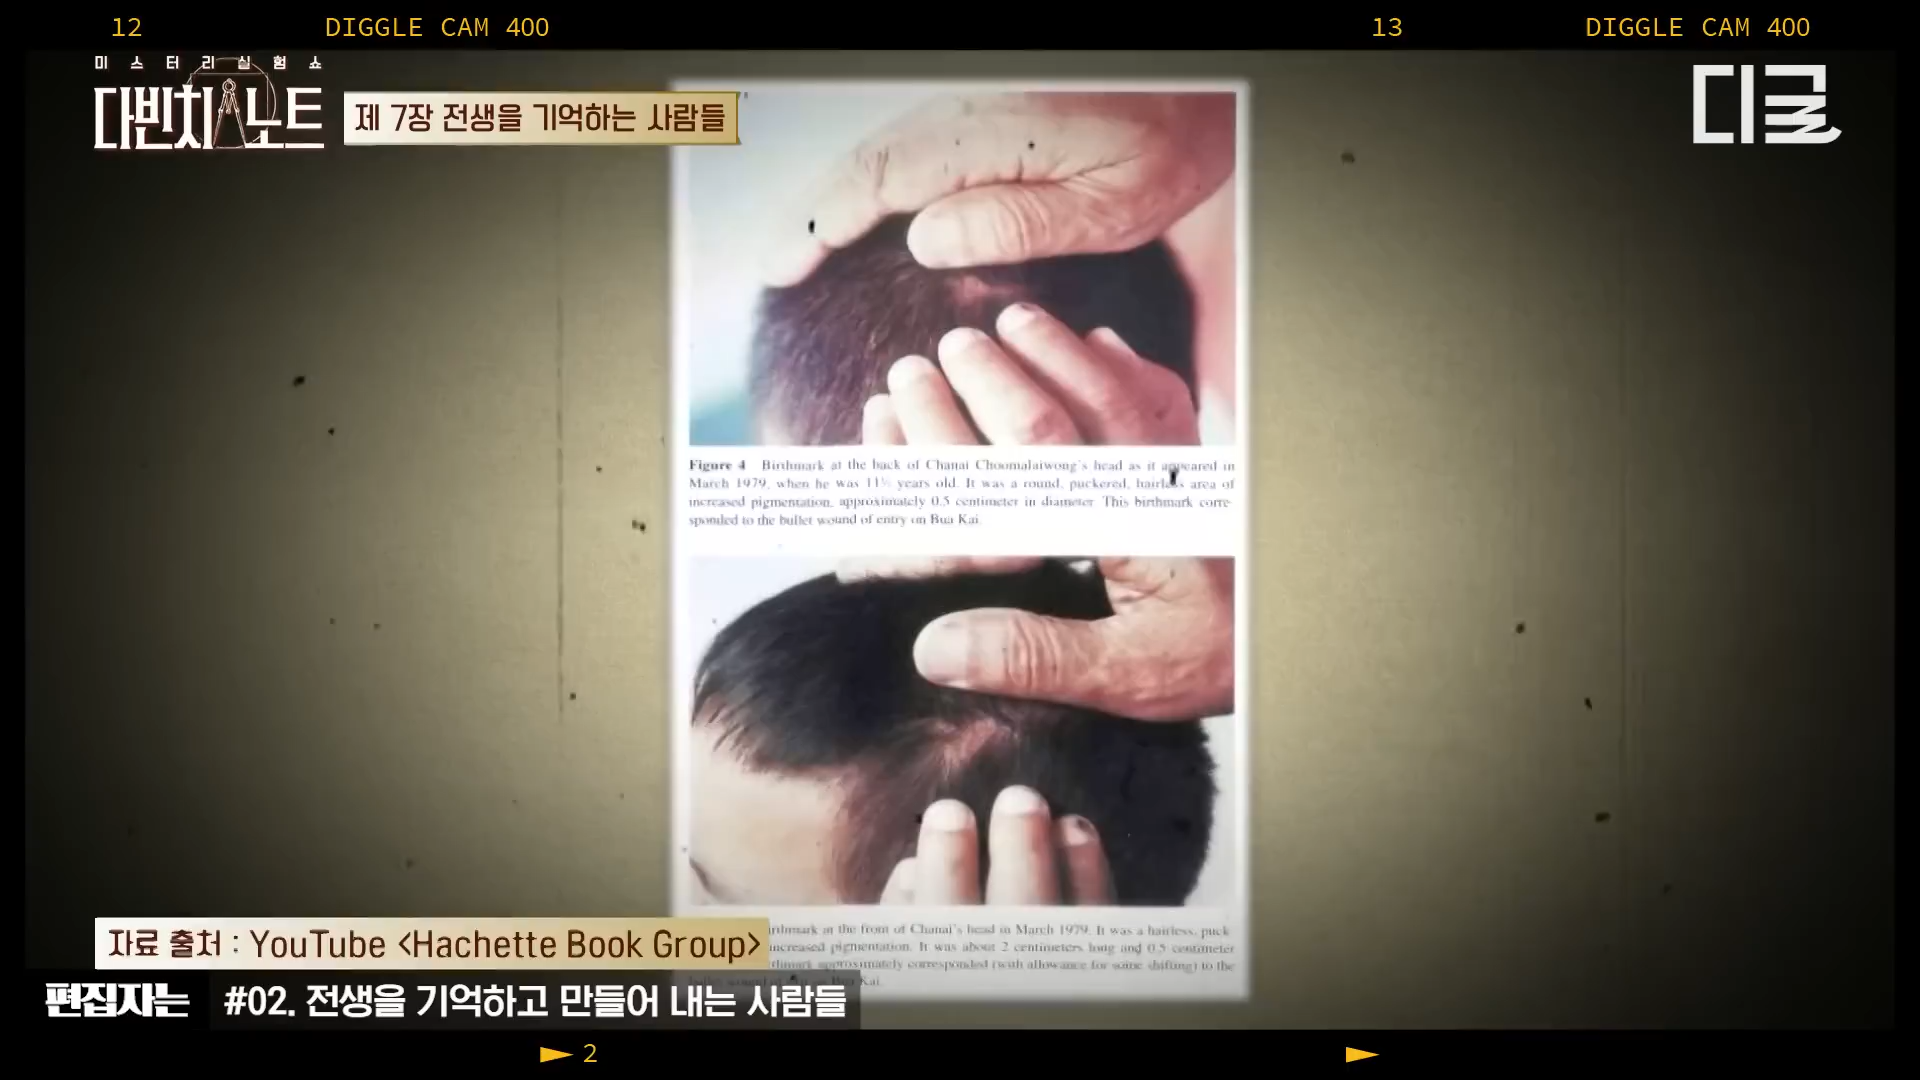 12
DIGGLE CAM 400
13
DIGGLE CAM 400
미스터리실험쇼
다빈치노트
제 7장 전생을 기억하는 사람들
디글
Figure 4 Birthmark at the back of Chanai Choomalaiwong's head as it appeared in
March 1979, when he was 11½ years old. It was a round, puckered, hairless area of
increased pigmentation, approximately 0.5 centimeter in diameter. This birthmark corre-
sponded to the bullet wound of entry on Bua Kai.
rthmark at the front of Chanai's head in March 1979. It was a hairless, puck
increased pigmentation. It was about 2 centimeters long and 0.5 centimeter
rthmark approximately corresponded (with allowance for some shifting) to the
Kai.
자료 출처 : YouTube <Hachette Book Group>
편집자는
#02. 전생을 기억하고 만들어 내는 사람들
2